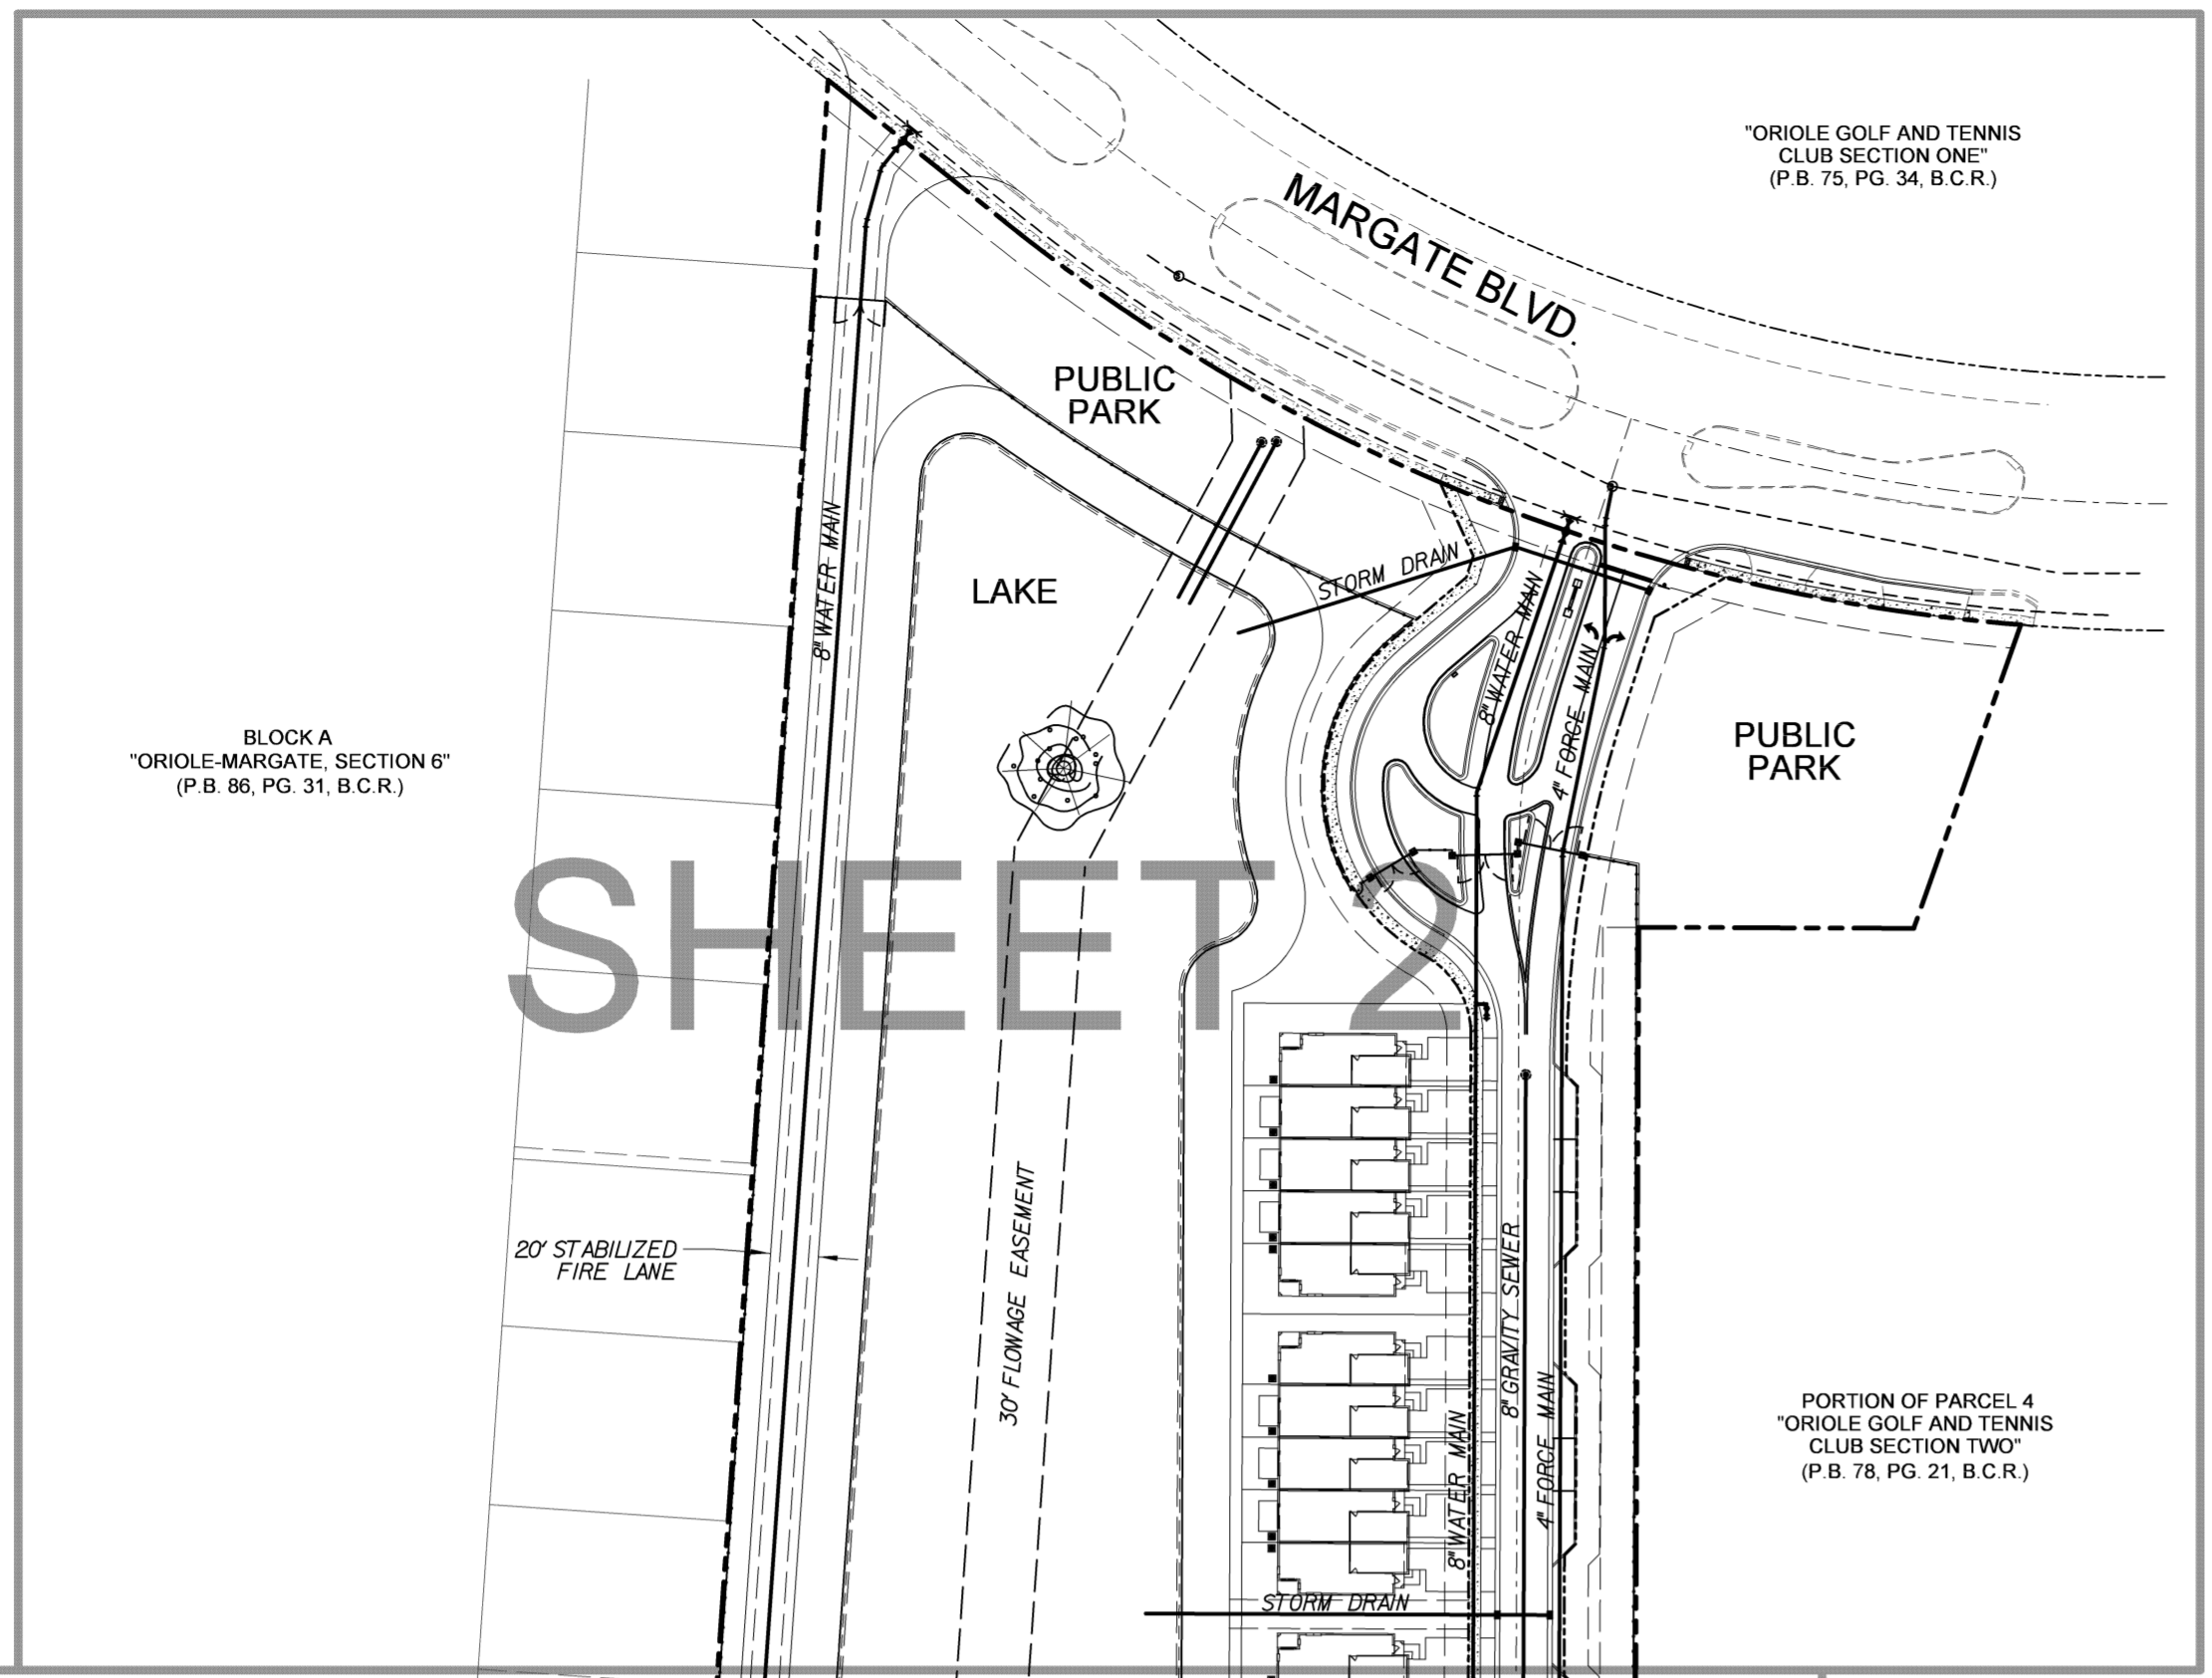 "ORIOLE GOLF AND TENNIS
CLUB SECTION ONE"
(P.B. 75, PG. 34, B.C.R.)
MARGATE BLVD.
PUBLIC
PARK
8" WATER MAIN
LAKE
STORM DRAIN
8" WATER MAIN
4" FORCE MAIN
PUBLIC
PARK
BLOCK A
"ORIOLE-MARGATE, SECTION 6"
(P.B. 86, PG. 31, B.C.R.)
SHEET 2
20' STABILIZED
FIRE LANE
30' FLOWAGE EASEMENT
8" GRAVITY SEWER
8" WATER MAIN
4" FORCE MAIN
PORTION OF PARCEL 4
"ORIOLE GOLF AND TENNIS
CLUB SECTION TWO"
(P.B. 78, PG. 21, B.C.R.)
STORM DRAIN